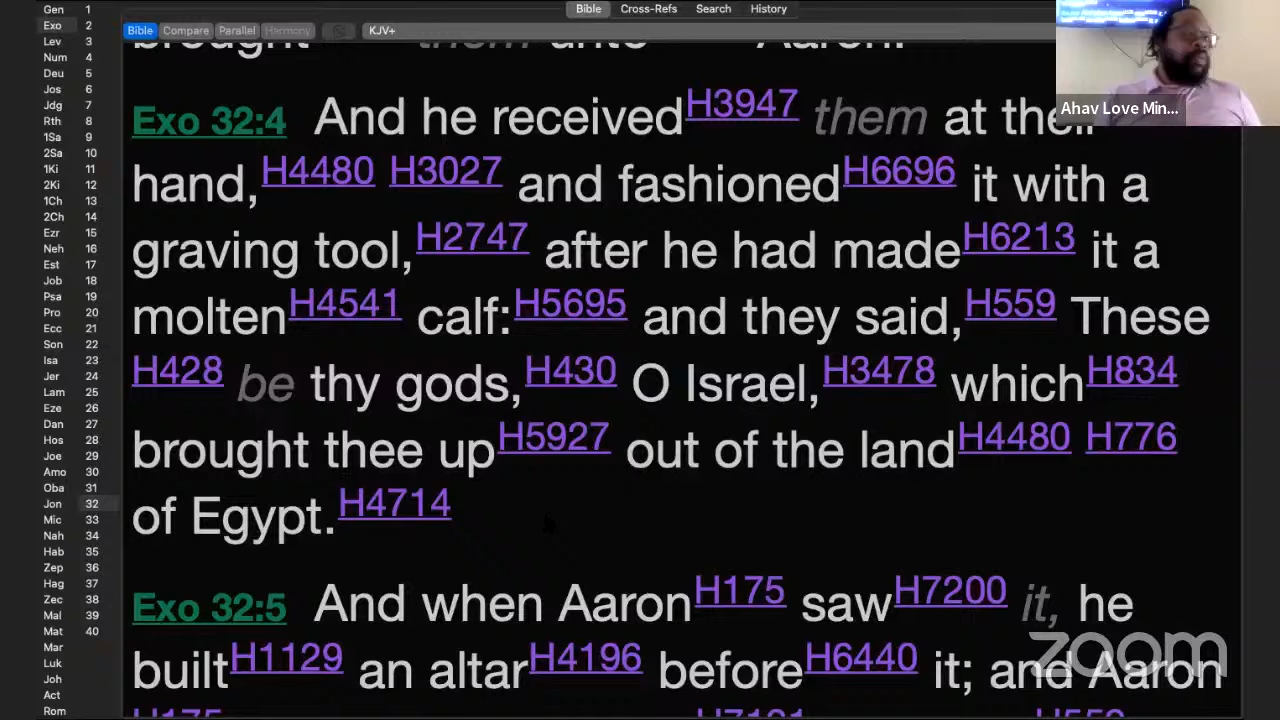 Bible Cross-Refs Search History
Bible Compare Parallel Harmony KJV+
Gen 1
Exo 2
Lev 3
Num 4
Deu 5
Jos 6
Jdg 7
Rth 8
1Sa 9
2Sa 10
1Ki 11
2Ki 12
1Ch 13
2Ch 14
Ezr 15
Neh 16
Est 17
Job 18
Psa 19
Pro 20
Ecc 21
Son 22
Isa 23
Jer 24
Lam 25
Eze 26
Dan 27
Hos 28
Joe 29
Amo 30
Oba 31
Jon 32
Mic 33
Nah 34
Hab 35
Zep 36
Hag 37
Zec 38
Mal 39
Mat 40
Mar
Luk
Joh
Act
Rom
brought them unto Aaron.
Exo 32:4 And he received H3947 them at their
hand, H4480 H3027 and fashioned H6696 it with a
graving tool, H2747 after he had made H6213 it a
molten H4541 calf: H5695 and they said, H559 These
H428 be thy gods, H430 O Israel, H3478 which H834
brought thee up H5927 out of the land H4480 H776
of Egypt. H4714
Exo 32:5 And when Aaron H175 saw H7200 it, he
built H1129 an altar H4196 before H6440 it; and Aaron
H175 H7121 H559
Ahav Love Min...
zoom